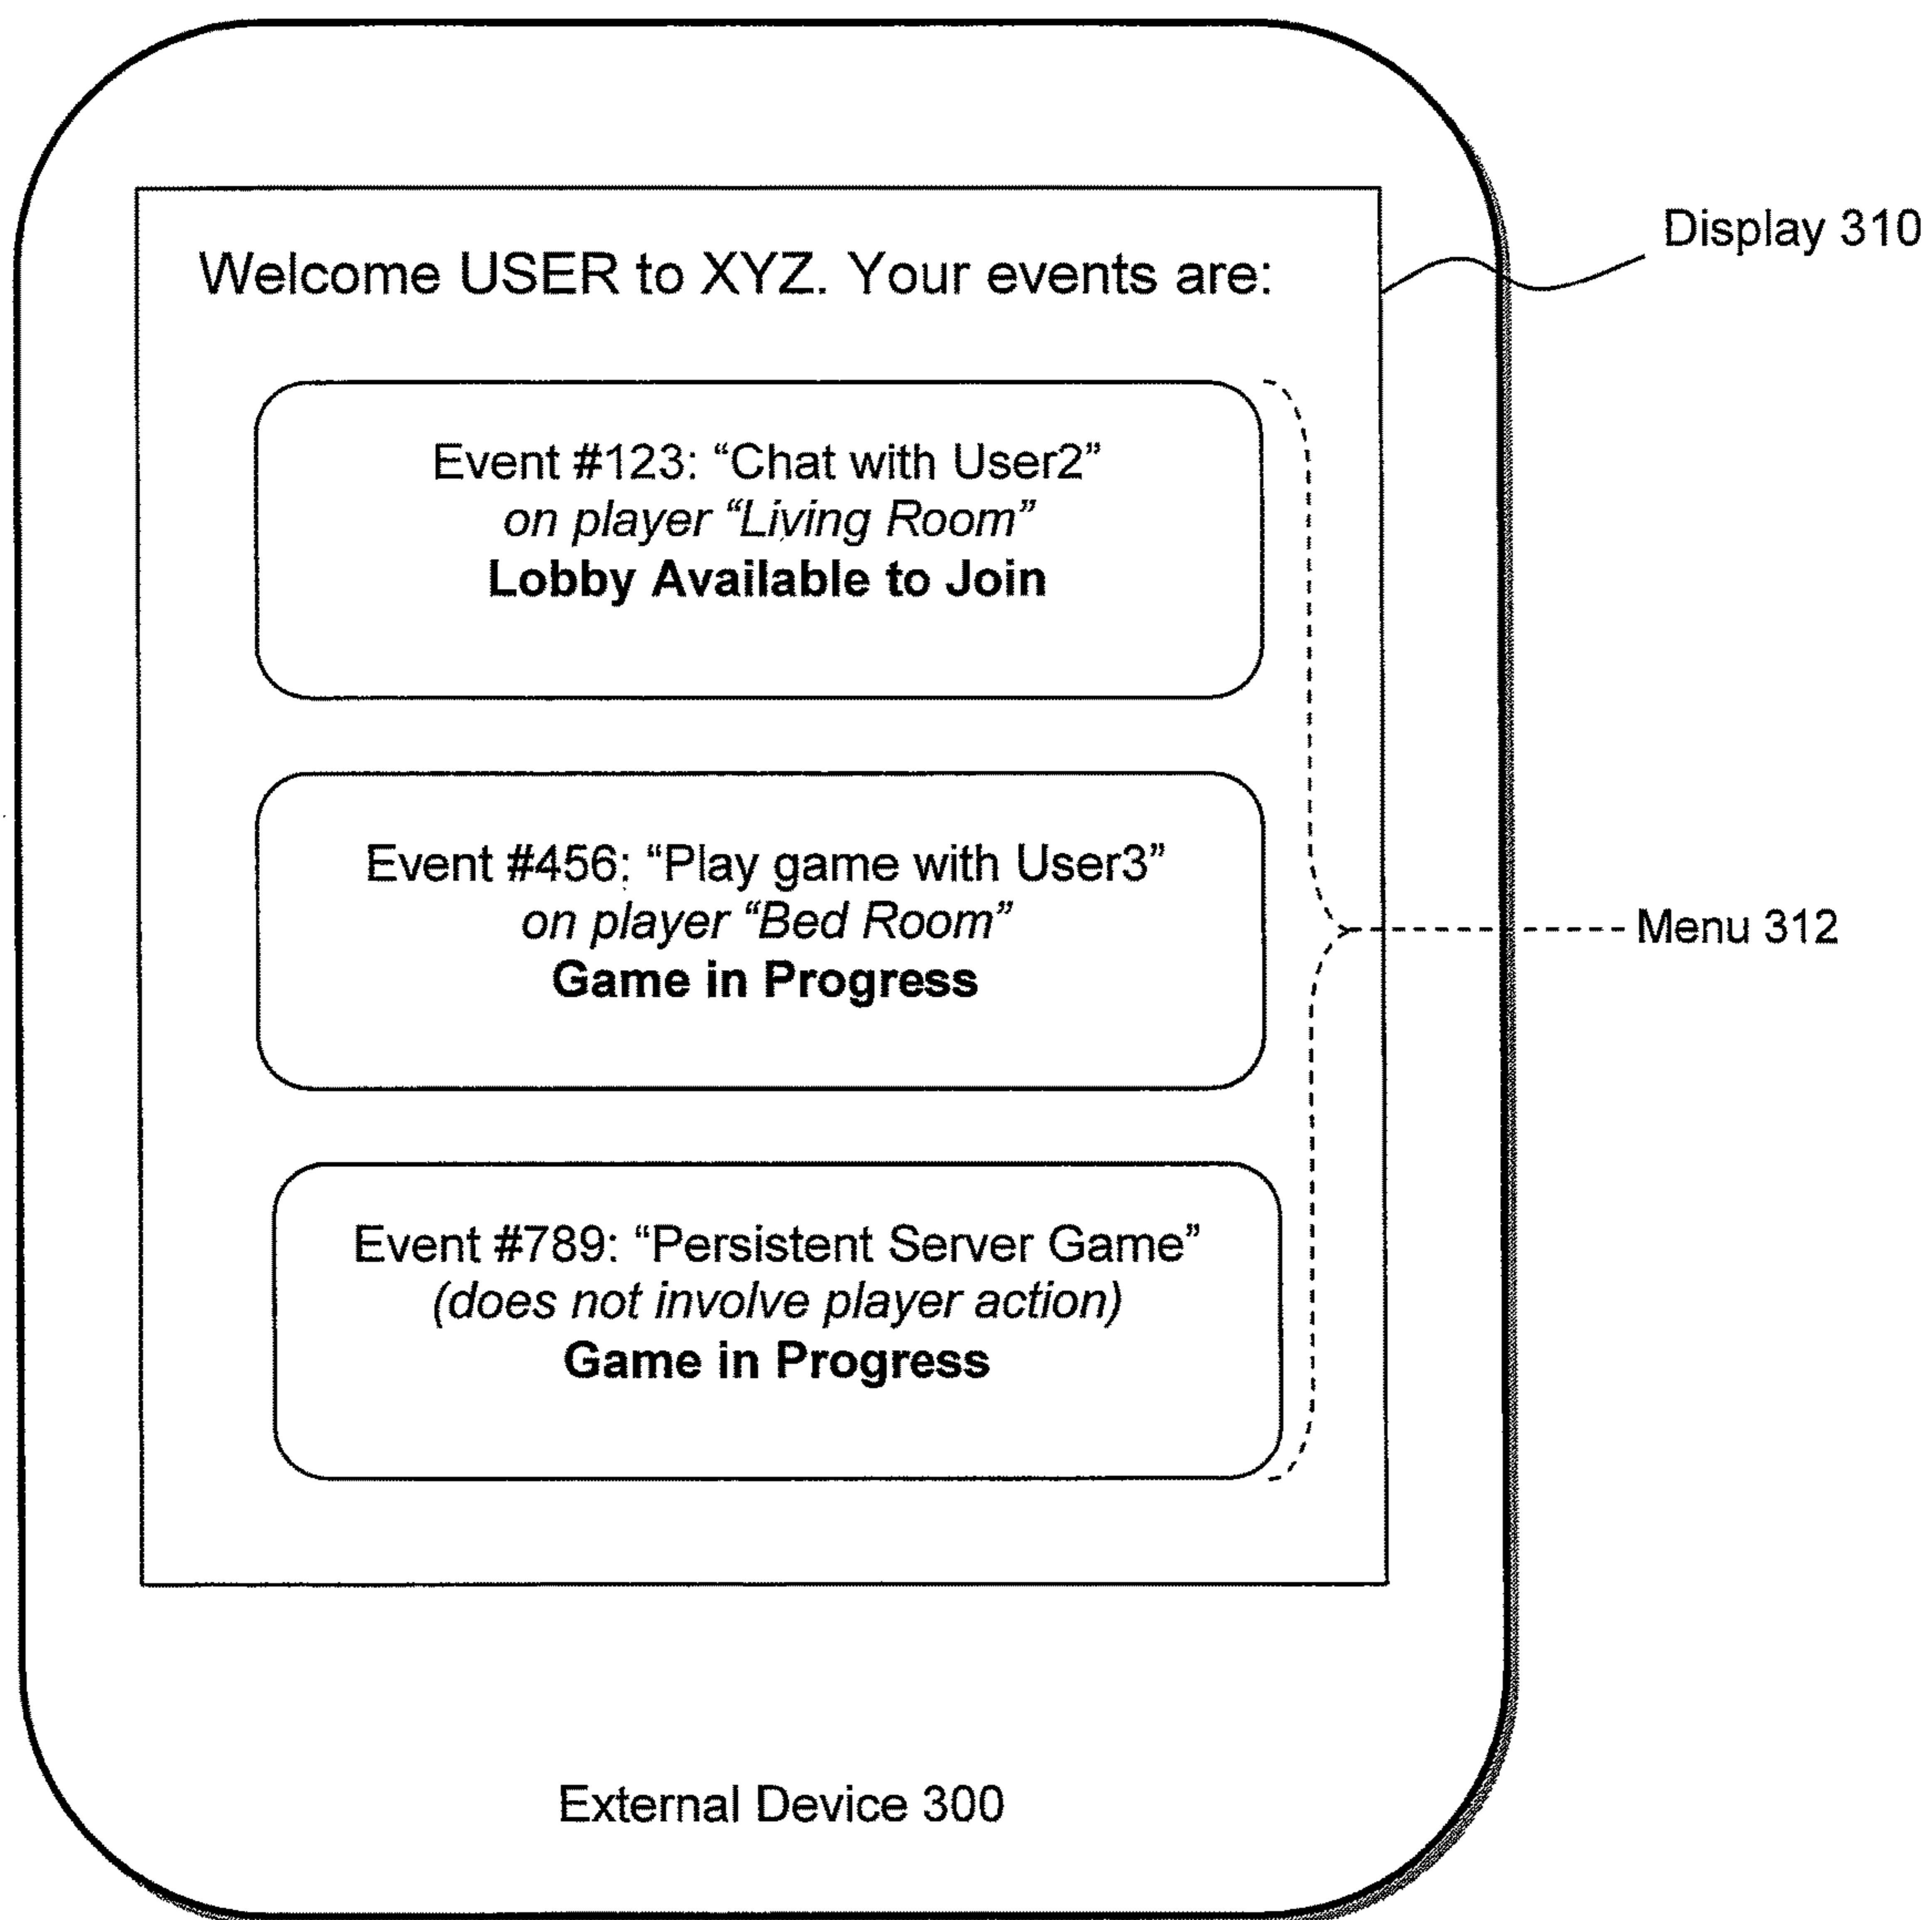 Display 310
Welcome USER to XYZ. Your events are:
Event #123: “Chat with User2”
on player “Living Room”
Lobby Available to Join
Event #456: “Play game with User3”
on player “Bed Room”
Game in Progress
Menu 312
Event #789: “Persistent Server Game”
(does not involve player action)
Game in Progress
External Device 300